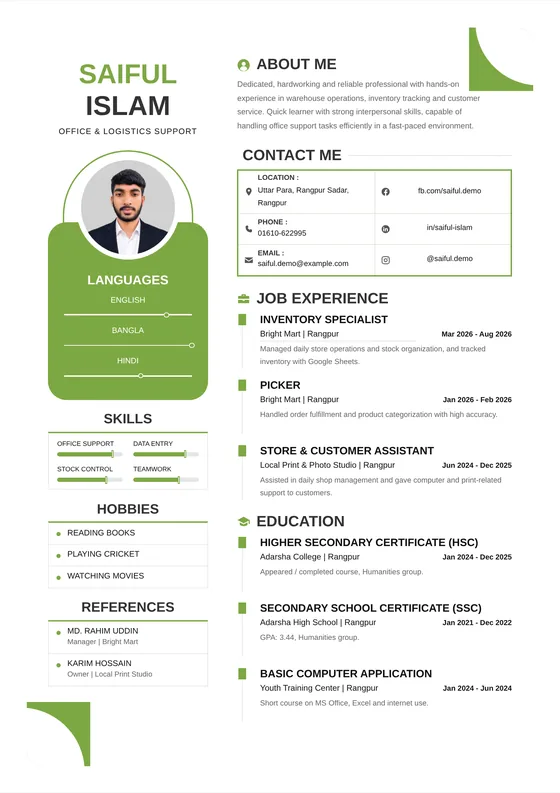 SAIFUL
ISLAM
OFFICE & LOGISTICS SUPPORT
LANGUAGES
ENGLISH
BANGLA
HINDI
SKILLS
OFFICE SUPPORT
DATA ENTRY
STOCK CONTROL
TEAMWORK
HOBBIES
READING BOOKS
PLAYING CRICKET
WATCHING MOVIES
REFERENCES
MD. RAHIM UDDIN
Manager | Bright Mart
KARIM HOSSAIN
Owner | Local Print Studio
ABOUT ME
Dedicated, hardworking and reliable professional with hands-on
experience in warehouse operations, inventory tracking and customer
service. Quick learner with strong interpersonal skills, capable of
handling office support tasks efficiently in a fast-paced environment.
CONTACT ME
LOCATION :
Uttar Para, Rangpur Sadar,
Rangpur
fb.com/saiful.demo
PHONE :
01610-622995
in/saiful-islam
EMAIL :
saiful.demo@example.com
@saiful.demo
JOB EXPERIENCE
INVENTORY SPECIALIST
Bright Mart | Rangpur Mar 2026 - Aug 2026
Managed daily store operations and stock organization, and tracked
inventory with Google Sheets.
PICKER
Bright Mart | Rangpur Jan 2026 - Feb 2026
Handled order fulfillment and product categorization with high accuracy.
STORE & CUSTOMER ASSISTANT
Local Print & Photo Studio | Rangpur Jun 2024 - Dec 2025
Assisted in daily shop management and gave computer and print-related
support to customers.
EDUCATION
HIGHER SECONDARY CERTIFICATE (HSC)
Adarsha College | Rangpur Jan 2024 - Dec 2025
Appeared / completed course, Humanities group.
SECONDARY SCHOOL CERTIFICATE (SSC)
Adarsha High School | Rangpur Jan 2021 - Dec 2022
GPA: 3.44, Humanities group.
BASIC COMPUTER APPLICATION
Youth Training Center | Rangpur Jan 2024 - Jun 2024
Short course on MS Office, Excel and internet use.